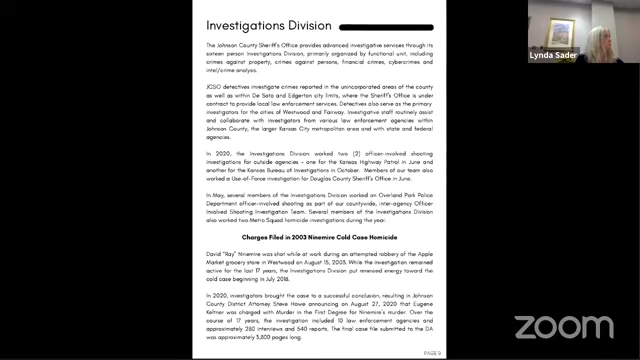 Investigations Division
The Johnson County Sheriff's Office provides advanced investigative services through its
sixteen person Investigations Division, primarily organized by functional unit, including
crimes against property, crimes against persons, financial crimes, cybercrimes and
intel/crime analysis.
JCSO detectives investigate crimes reported in the unincorporated areas of the county
as well as within De Soto and Edgerton city limits, where the Sheriff's Office is under
contract to provide local law enforcement services. Detectives also serve as the primary
investigators for the cities of Westwood and Fairway. Investigative staff routinely assist
and collaborate with investigators from various law enforcement agencies within
Johnson County, the larger Kansas City metropolitan area and with state and federal
agencies.
In 2020, the Investigations Division worked two (2) officer-involved shooting
investigations for outside agencies - one for the Kansas Highway Patrol in June and
another for the Kansas Bureau of Investigations in October. Members of our team also
worked a Use-of-Force investigation for Douglas County Sheriff's Office in June.
In May, several members of the Investigations Division worked an Overland Park Police
Department officer-involved shooting as part of our countywide, inter-agency Officer
Involved Shooting Investigation Team. Several members of the Investigations Division
also worked two Metro Squad homicide investigations during the year.
Charges Filed in 2003 Ninemire Cold Case Homicide
David "Ray" Ninemire was shot while at work during an attempted robbery of the Apple
Market grocery store in Westwood on August 15, 2003. While the investigation remained
active for the last 17 years, the Investigations Division put renewed energy toward the
cold case beginning in July 2018.
In 2020, investigators brought the case to a successful conclusion, resulting in Johnson
County District Attorney Steve Howe announcing on August 27, 2020 that Eugene
Keltner was charged with Murder in the First Degree for Ninemire's murder. Over the
course of 17 years, the investigation included 10 law enforcement agencies and
approximately 280 interviews and 540 reports. The final case file submitted to the DA
was approximately 3,800 pages long.
PAGE 9
Lynda Sader
zoom